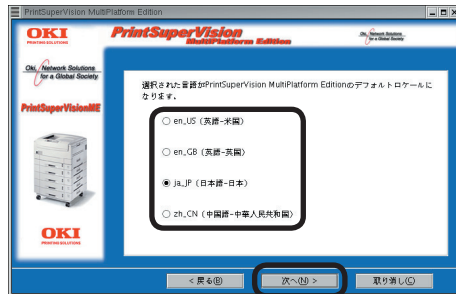 PrintSuperVision MultiPlatform Edition
OKI
PRINTING SOLUTIONS
PrintSuperVision
MultiPlatform Edition
Oki, Network Solutions
for a Global Society
Oki, Network Solutions
for a Global Society
PrintSuperVisionME
選択された言語がPrintSuperVision MultiPlatform Editionのデフォルトロケールに
なります。
en_US (英語-米国)
en_GB (英語-英国)
ja_JP (日本語-日本)
zh_CN (中国語-中華人民共和国)
OKI
PRINTING SOLUTIONS
< 戻る(B)
次へ(N) >
取り消し(C)